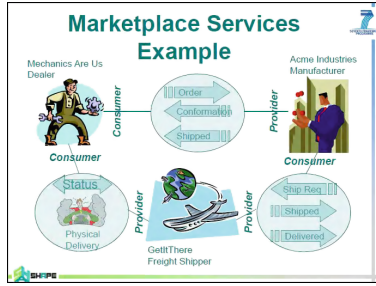 Marketplace Services
Example
Mechanics Are Us
Dealer
Acme Industries
Manufacturer
Consumer
Order
Conformation
Shipped
Provider
Consumer
Consumer
Status
Physical
Delivery
Provider
GetItThere
Freight Shipper
Provider
Ship Req
Shipped
Delivered
SHAPE